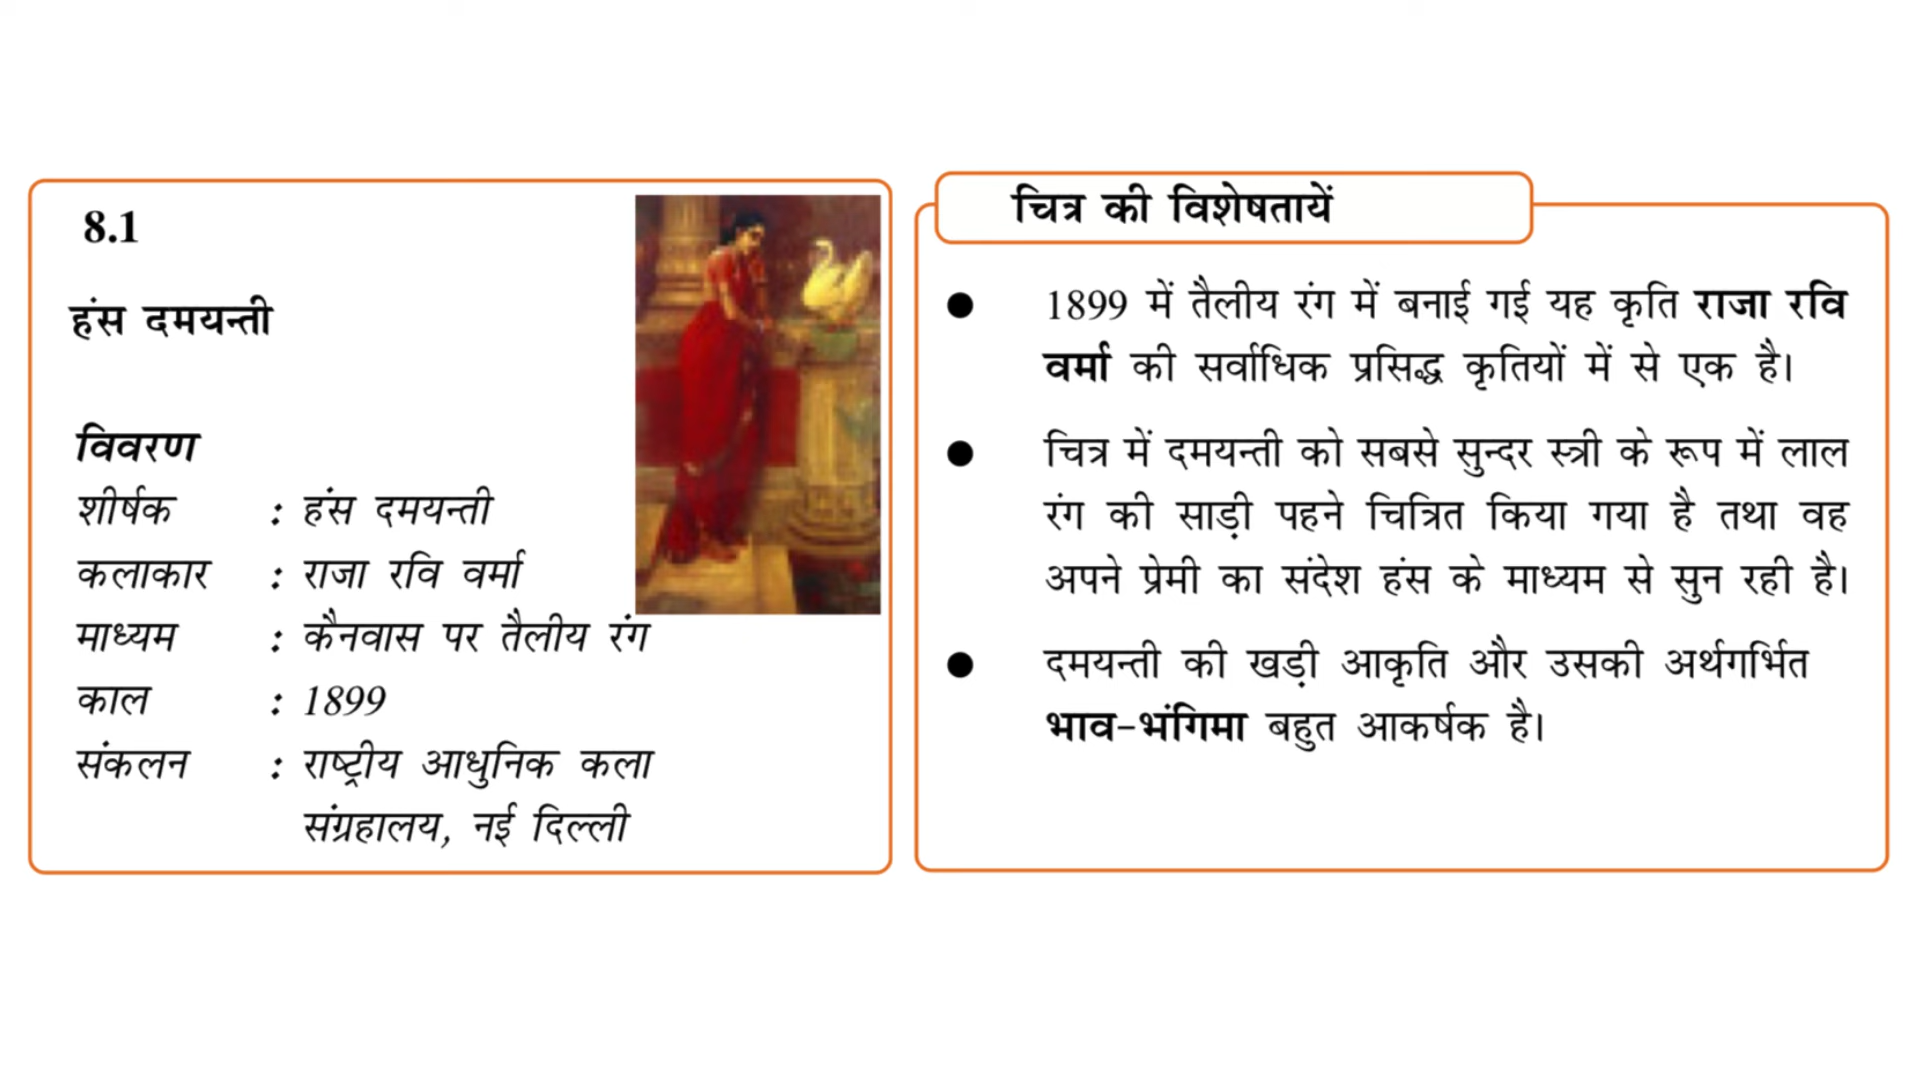 8.1
हंस दमयन्ती
विवरण
शीर्षक : हंस दमयन्ती
कलाकार : राजा रवि वर्मा
माध्यम : कैनवास पर तैलीय रंग
काल : 1899
संकलन : राष्ट्रीय आधुनिक कला
संग्रहालय, नई दिल्ली
चित्र की विशेषतायें
● 1899 में तैलीय रंग में बनाई गई यह कृति राजा रवि
वर्मा की सर्वाधिक प्रसिद्ध कृतियों में से एक है।
● चित्र में दमयन्ती को सबसे सुन्दर स्त्री के रूप में लाल
रंग की साड़ी पहने चित्रित किया गया है तथा वह
अपने प्रेमी का संदेश हंस के माध्यम से सुन रही है।
● दमयन्ती की खड़ी आकृति और उसकी अर्थगर्भित
भाव-भंगिमा बहुत आकर्षक है।